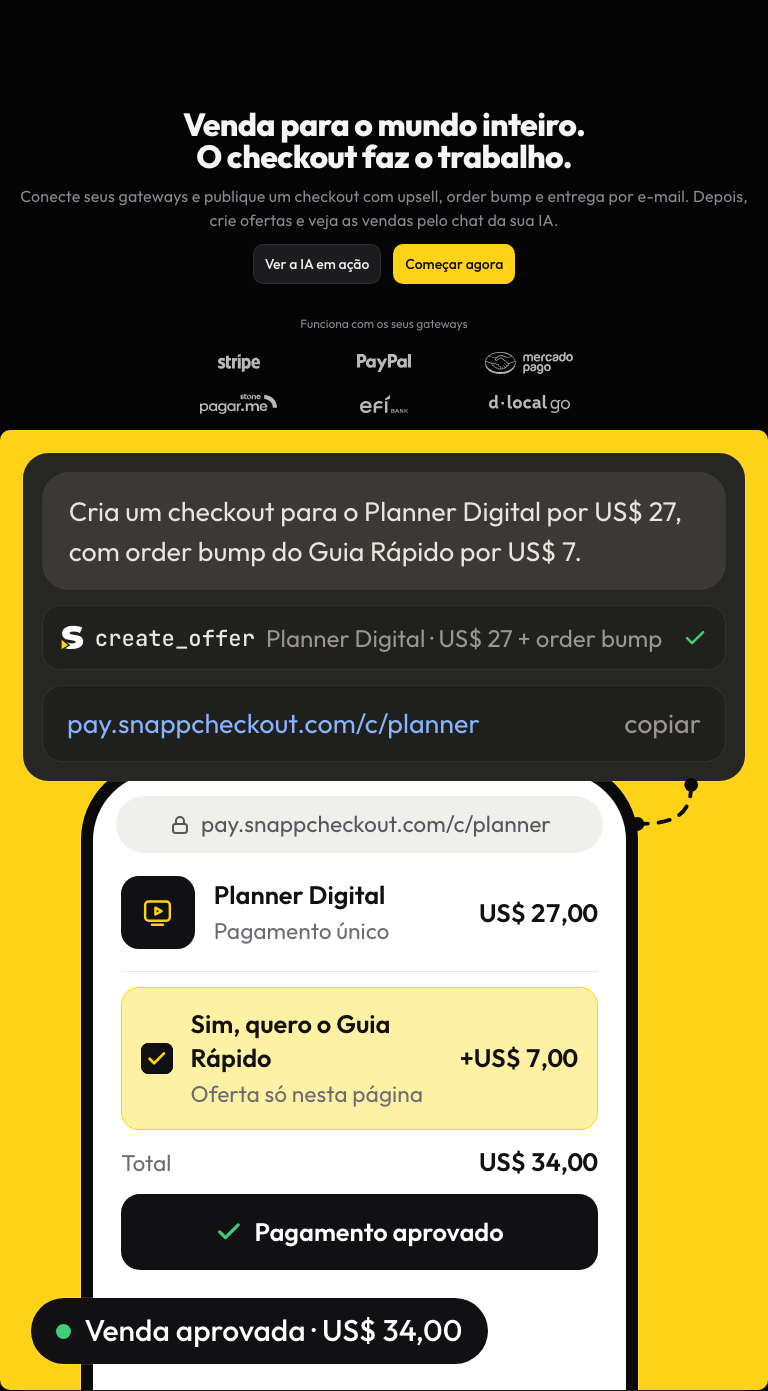 Venda para o mundo inteiro.
O checkout faz o trabalho.
Conecte seus gateways e publique um checkout com upsell, order bump e entrega por e-mail. Depois,
crie ofertas e veja as vendas pelo chat da sua IA.
Ver a IA em ação
Começar agora
Funciona com os seus gateways
stripe
PayPal
mercado
pago
stone
pagar.me
efí BANK
d·local go
Cria um checkout para o Planner Digital por US$ 27,
com order bump do Guia Rápido por US$ 7.
S create_offer Planner Digital · US$ 27 + order bump
pay.snappcheckout.com/c/planner
copiar
pay.snappcheckout.com/c/planner
Planner Digital
Pagamento único
US$ 27,00
Sim, quero o Guia
Rápido
Oferta só nesta página
+US$ 7,00
Total
US$ 34,00
Pagamento aprovado
Venda aprovada · US$ 34,00